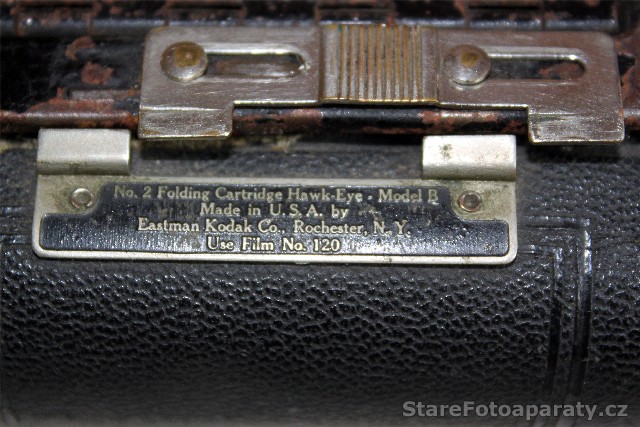 No. 2 Folding Cartridge Hawk-Eye - Model B
Made in U.S.A. by
Eastman Kodak Co., Rochester, N. Y.
Use Film No. 120
StareFotoaparaty.cz